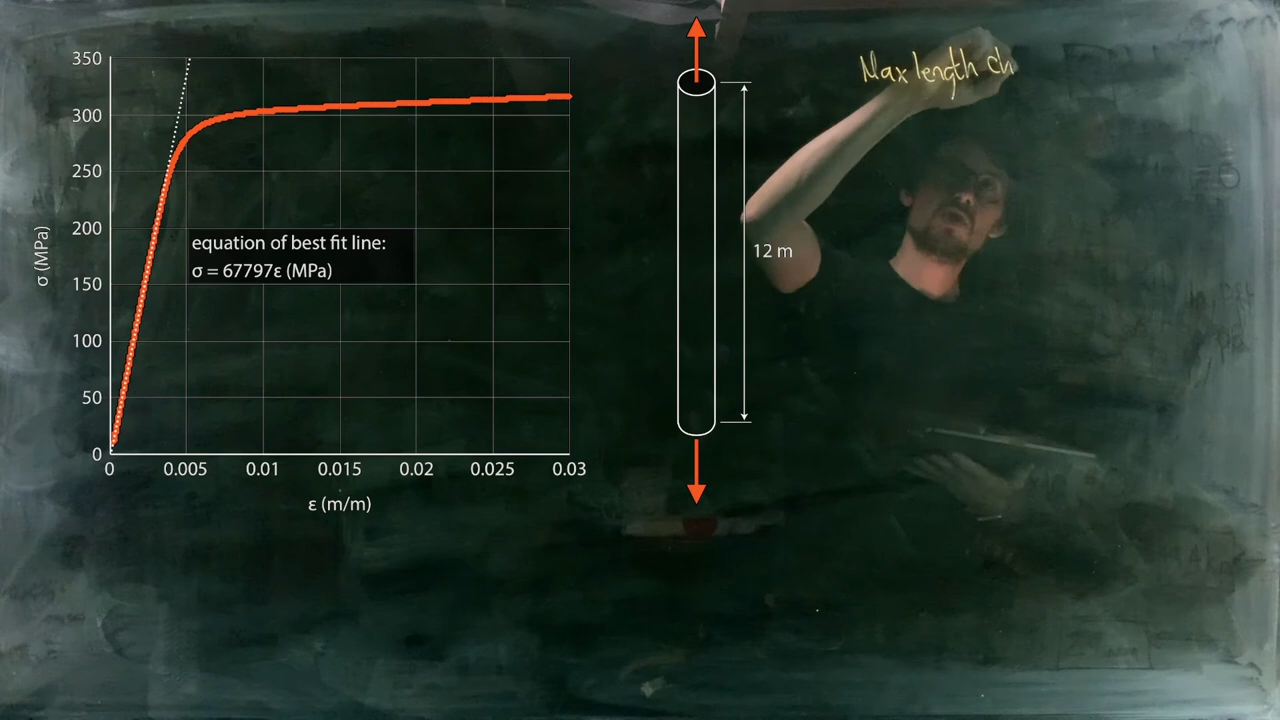 Max length ch
350
300
250
200
150
100
50
0
σ (MPa)
equation of best fit line:
σ = 67797ε (MPa)
0 0.005 0.01 0.015 0.02 0.025 0.03
ε (m/m)
12 m